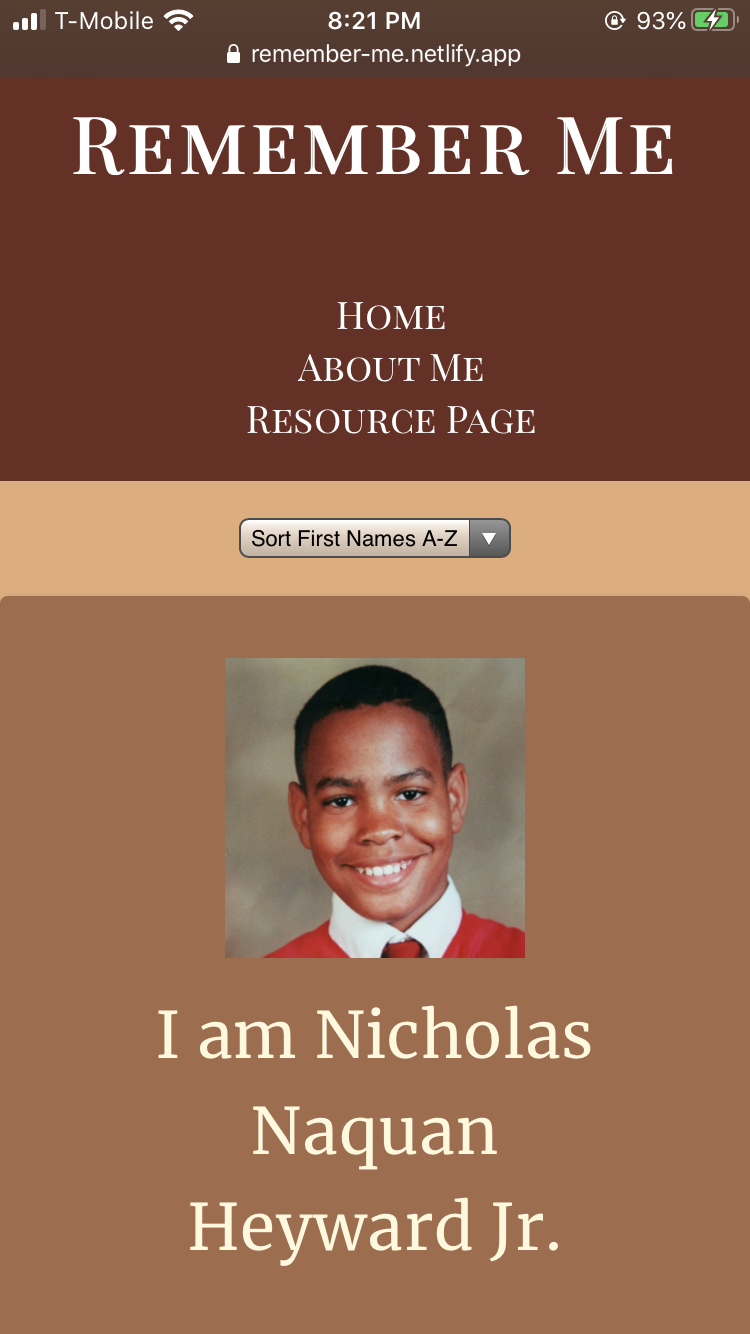 T-Mobile 8:21 PM 93%
remember-me.netlify.app
Remember Me
Home
About Me
Resource Page
Sort First Names A-Z
I am Nicholas
Naquan
Heyward Jr.